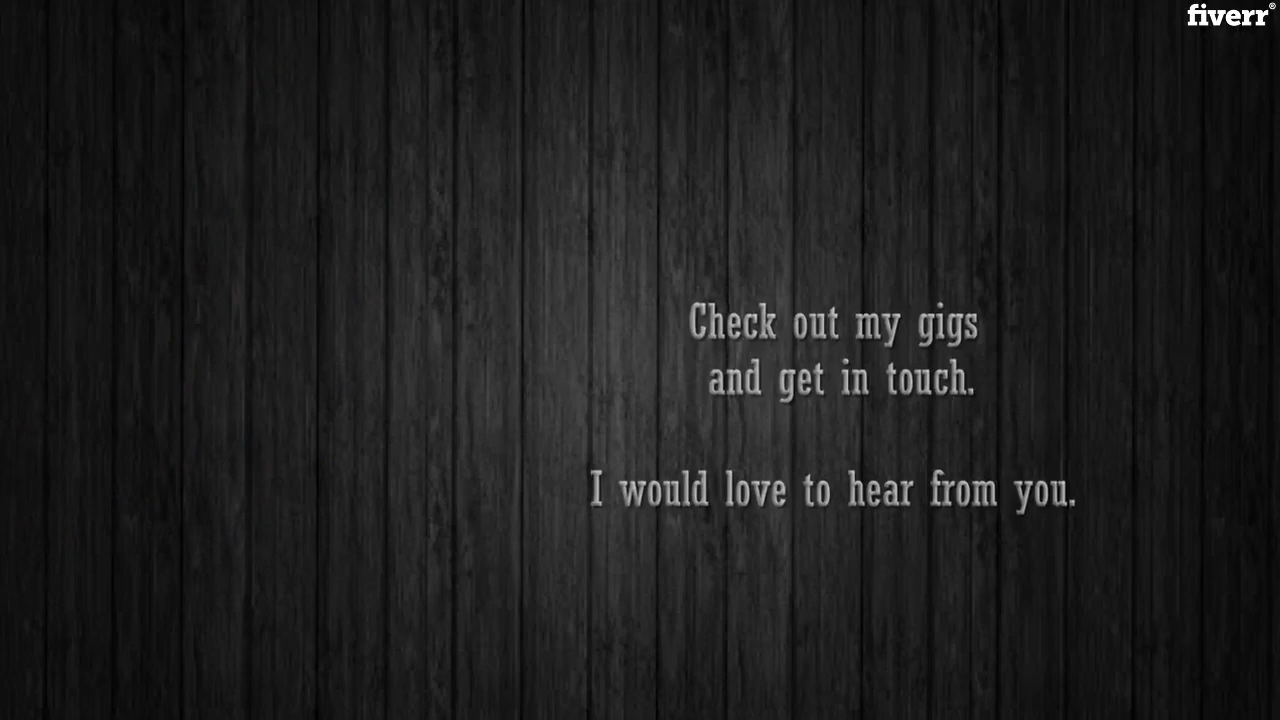 fiverr®
Check out my gigs
and get in touch.
I would love to hear from you.